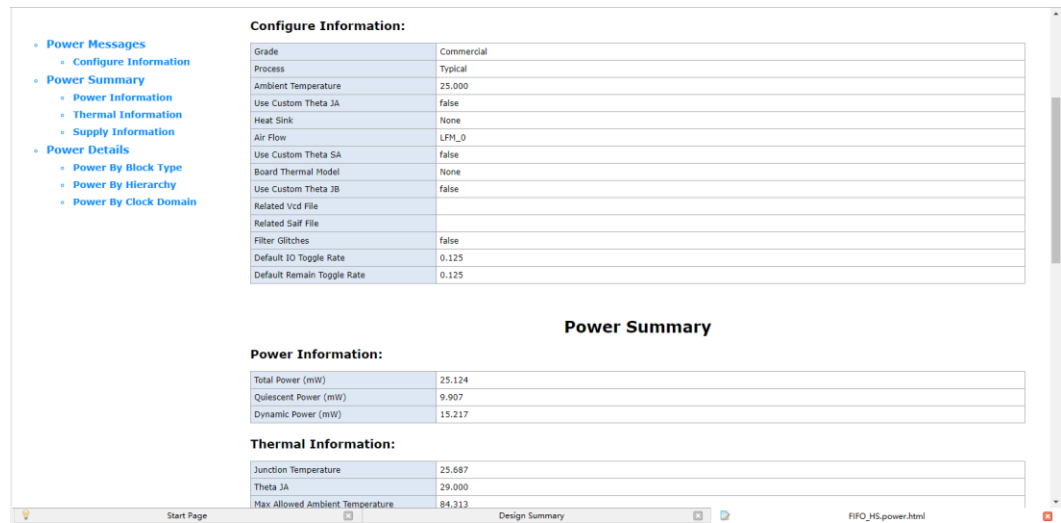 Power Messages
Configure Information
Power Summary
Power Information
Thermal Information
Supply Information
Power Details
Power By Block Type
Power By Hierarchy
Power By Clock Domain
Configure Information:
Grade Commercial
Process Typical
Ambient Temperature 25.000
Use Custom Theta JA false
Heat Sink None
Air Flow LFM_0
Use Custom Theta SA false
Board Thermal Model None
Use Custom Theta JB false
Related Vcd File
Related Saif File
Filter Glitches false
Default IO Toggle Rate 0.125
Default Remain Toggle Rate 0.125
Power Summary
Power Information:
Total Power (mW) 25.124
Quiescent Power (mW) 9.907
Dynamic Power (mW) 15.217
Thermal Information:
Junction Temperature 25.687
Theta JA 29.000
Max Allowed Ambient Temperature 84.313
Start Page Design Summary FIFO_HS.power.html